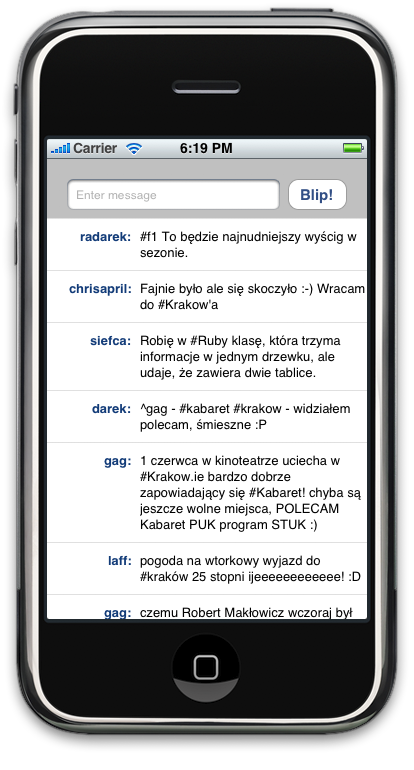 Carrier 6:19 PM
Enter message Blip!
radarek: #f1 To będzie najnudniejszy wyścig w
sezonie.
chrisapril: Fajnie było ale się skoczyło :-) Wracam
do #Krakow'a
siefca: Robię w #Ruby klasę, która trzyma
informacje w jednym drzewku, ale
udaje, że zawiera dwie tablice.
darek: ^gag - #kabaret #krakow - widziałem
polecam, śmieszne :P
gag: 1 czerwca w kinoteatrze uciecha w
#Krakow.ie bardzo dobrze
zapowiadający się #Kabaret! chyba są
jeszcze wolne miejsca, POLECAM
Kabaret PUK program STUK :)
laff: pogoda na wtorkowy wyjazd do
#kraków 25 stopni ijeeeeeeeeeeee! :D
gag: czemu Robert Makłowicz wczoraj był